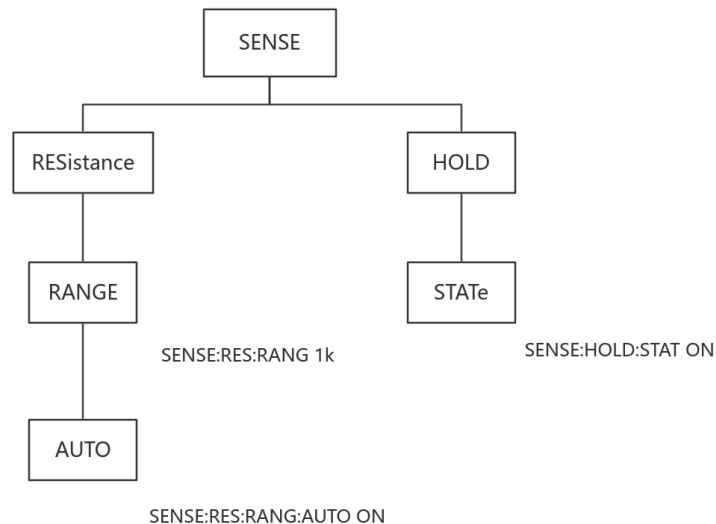 SENSE
RESistance
HOLD
RANGE
STATe
SENSE:RES:RANG 1k
SENSE:HOLD:STAT ON
AUTO
SENSE:RES:RANG:AUTO ON